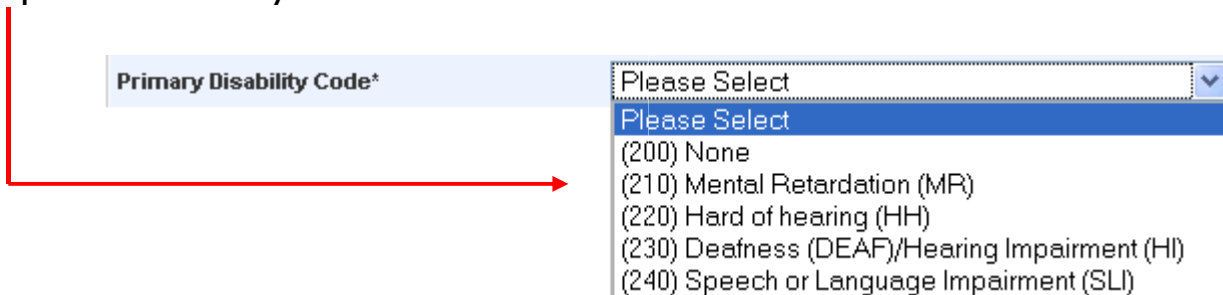 Primary Disability Code* Please Select
Please Select
(200) None
(210) Mental Retardation (MR)
(220) Hard of hearing (HH)
(230) Deafness (DEAF)/Hearing Impairment (HI)
(240) Speech or Language Impairment (SLI)